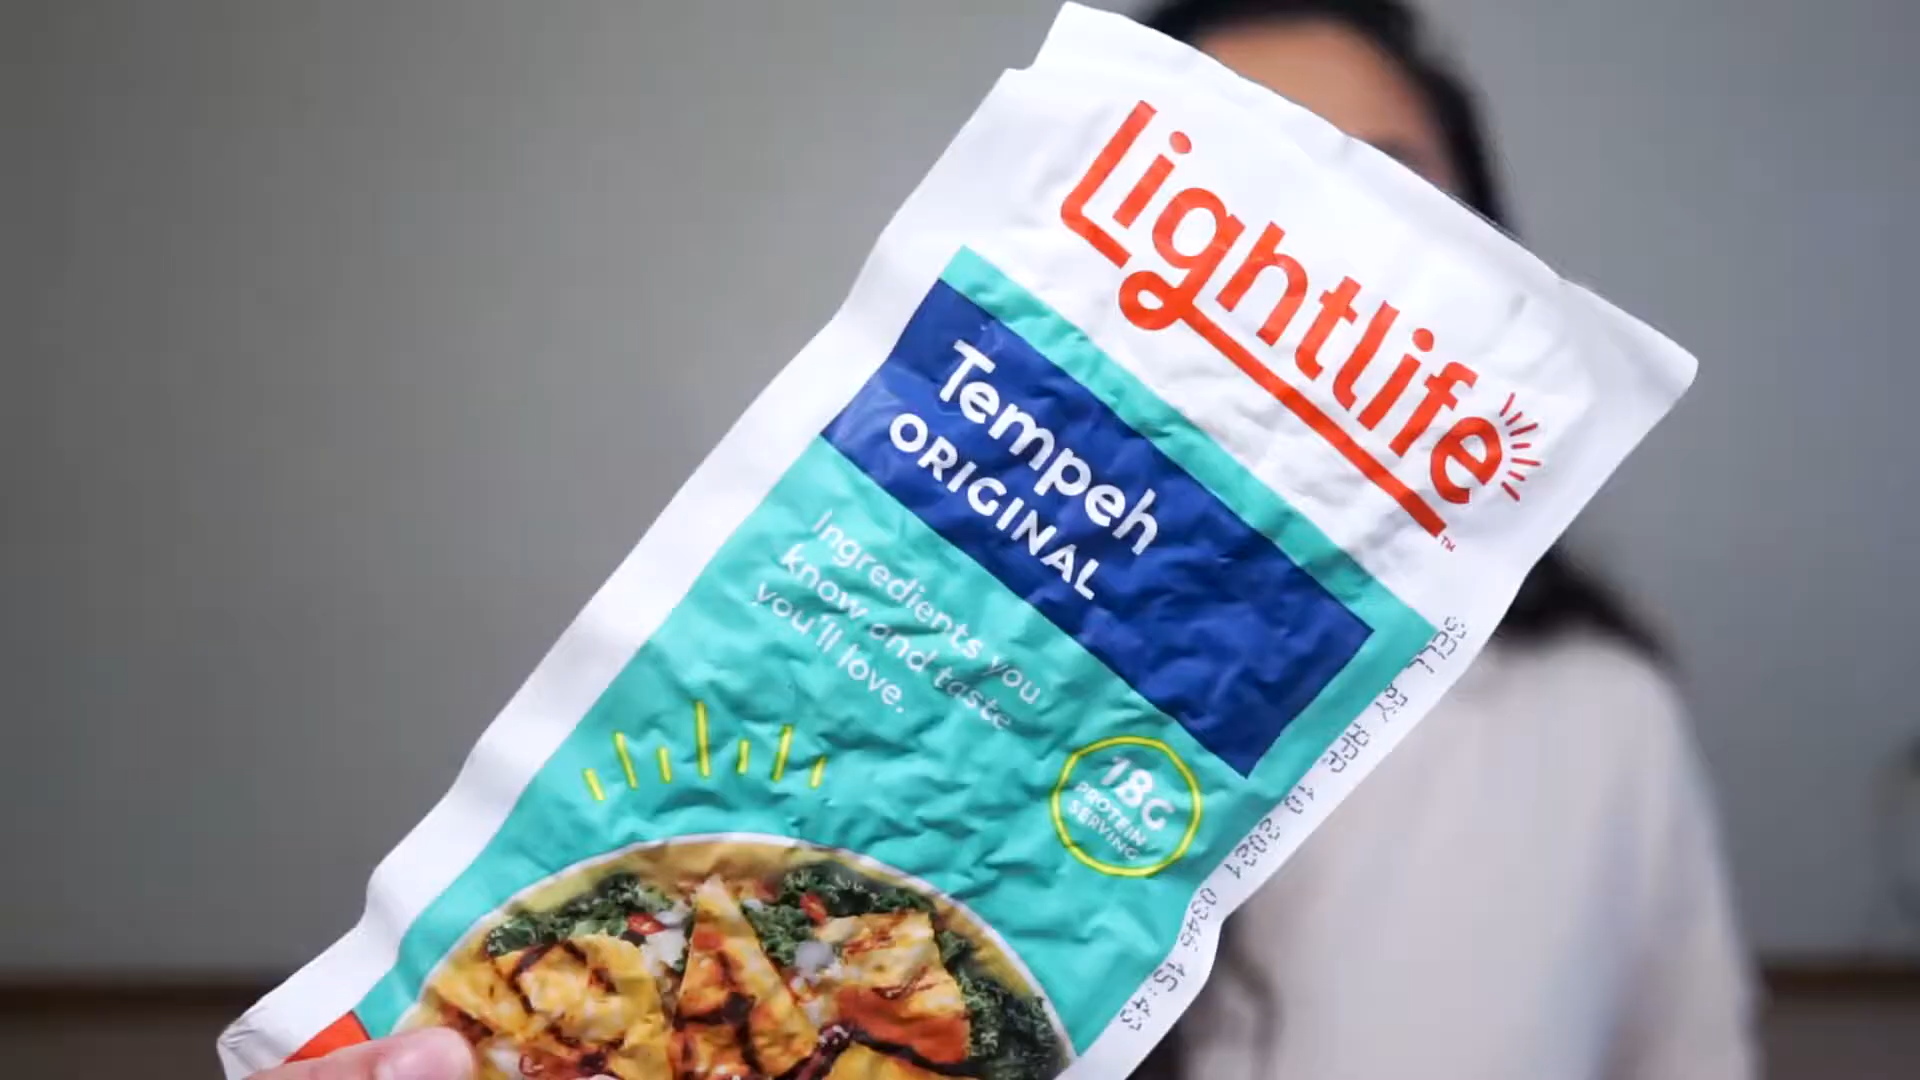 Lightlife™
Tempeh
ORIGINAL
Ingredients you
know and taste
you'll love.
18G
PROTEIN/
SERVING
SELL BY APR 10 2021 0346 15:43